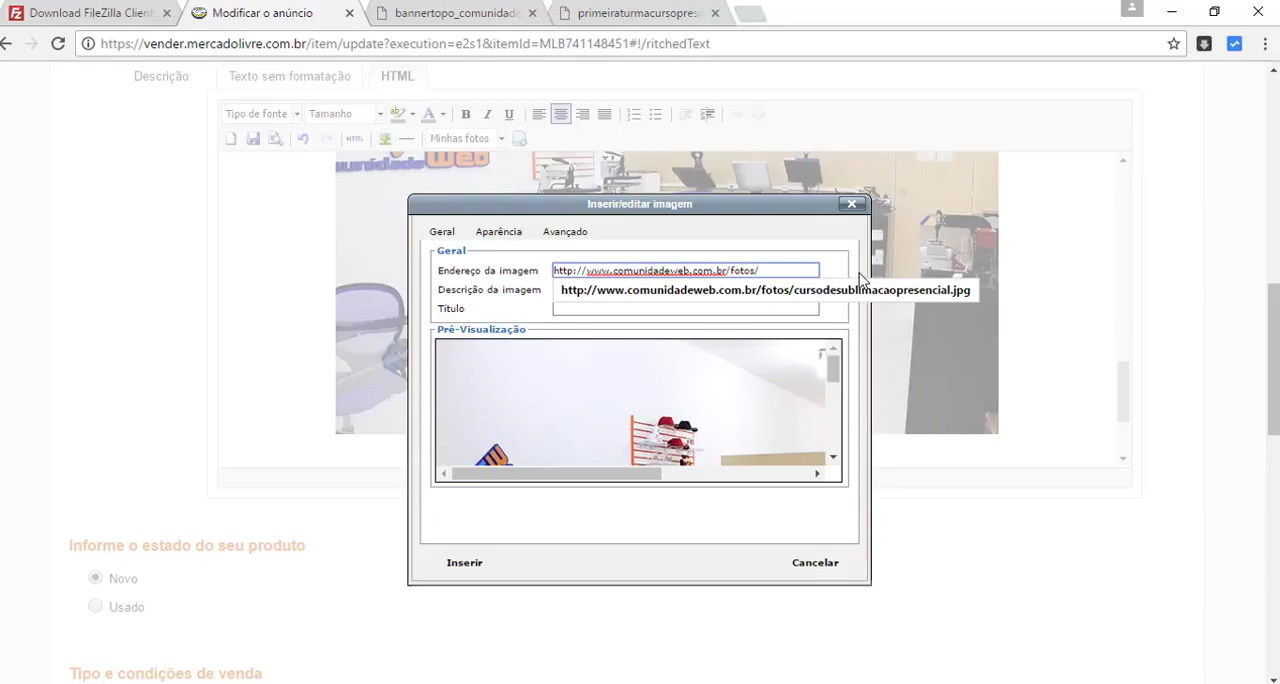 Download FileZilla Client
Modificar o anúncio
bannertopo_comunidade
primeiraturmacursopres
https://vender.mercadolivre.com.br/item/update?execution=e2s1&itemId=MLB741148451#!/ritchedText
Descrição:
Texto sem formatação
HTML
Tipo de fonte
Tamanho
B I U
HTML
Minhas fotos
Inserir/editar imagem
Geral
Aparência
Avançado
Geral
Endereço da imagem
http://www.comunidadeweb.com.br/fotos/
Descrição da imagem
http://www.comunidadeweb.com.br/fotos/cursodesublimacaopresencial.jpg
Título
Pré-Visualização
Inserir
Cancelar
Informe o estado do seu produto
Novo
Usado
Tipo e condições de venda